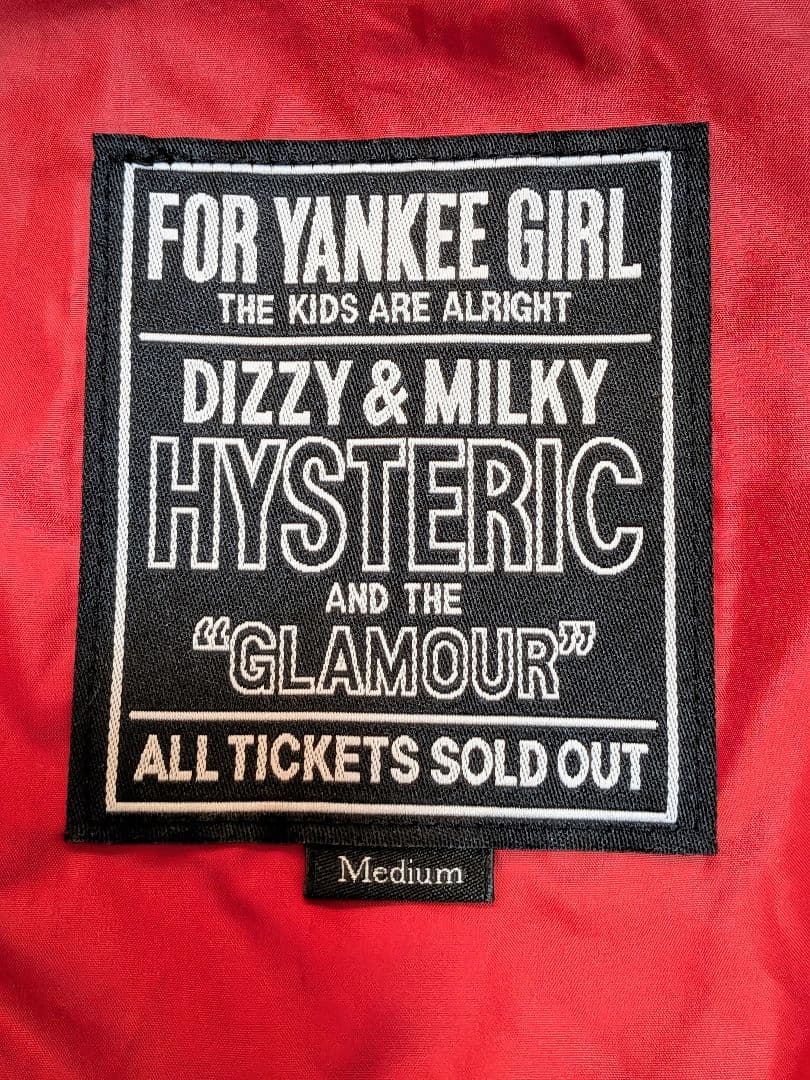 FOR YANKEE GIRL
THE KIDS ARE ALRIGHT
DIZZY & MILKY
HYSTERIC
AND THE
“GLAMOUR”
ALL TICKETS SOLD OUT
Medium